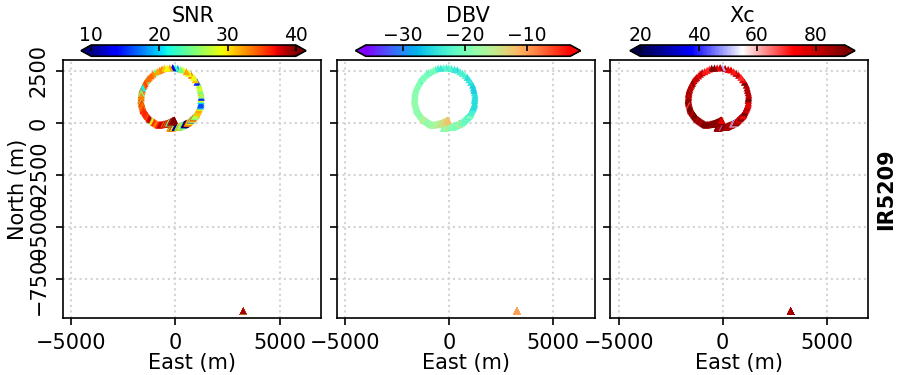 SNR DBV Xc
10 20 30 40 −30 −20 −10 20 40 60 80
North (m)
2500
0
−2500
−5000
−7500
IR5209
−5000 0 5000 −5000 0 5000 −5000 0 5000
East (m) East (m) East (m)